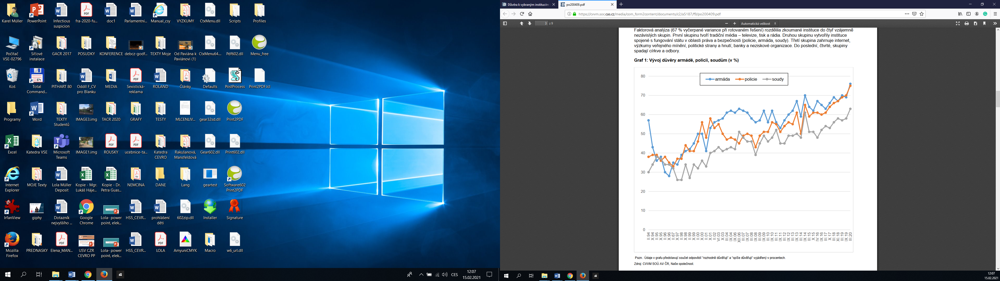 Karel Müller
PowerPoint
Infectious
suspicion
fra-2020-fu...
doc1
Parlamentni...
Manual_csy
VYZKUMY
CtxMenu.dll
Scripts
Profiles
Počítač
VSE-02796
Síťové
instalace
GACR 2017
POSUDKY
KONFERENCE
debcz-godf...
TEXTY Moje
Od Paviána k
Paviánovi (1)
CtxMenu64....
Pdf602.dll
Menu_free
Koš
Total
Command...
PITHART 80
Oddíl F_CV
pro Blanku
MEDIA
Sexistická-
reklama
ROLAND
Články
Defaults
PostProcess
Print2PDF.lcl
Programy
Word
TEXTY
Studentů
IMAGE3.img
TACR 2020
GRAFY
TESTY
MLCENLIV...
gear32sd.dll
Print2PDF
Excel
Katedra VSE
Microsoft
Teams
IMAGE1.img
ROUSKY
ucebnice-ta...
Katedra
CEVRO
Rakušanová,
Mansfeldová
Gear602.dll
Print602.dll
Internet
Explorer
MOJE Texty
Lola Müller
Deposit
Kopie - Mgr.
Lukáš Háje...
Kopie - Dr.
Petra Guas...
NEMCINA
DANE
Lang
geartest
Software602
Print2PDF
IrfanView
giphy
Dotazník
nejvyššího ...
Google
Chrome
Lola- power
point, elek...
HSS_CEVR...
prohlášení
děti
602zip.dll
Installer
Signature
Mozilla
Firefox
PREDNASKY
Elena_MAN...
USV CZR
CEVRO PP
Lola- power
point, elek...
HSS_CEVR...
LOLA
AmyuniCMYK
Macro
w6_url.dll
CES
12:07
15.02.2021
Důvěra k vybraným institucím
po200409.pdf
https://cvvm.soc.cas.cz/media/com_form2content/documents/c2/a5187/f9/po200409.pdf
3 z 9
Automatická velikost
Faktorová analýza (67 % vyčerpané variance při rotovaném řešení) rozdělila zkoumané instituce do čtyř vzájemně
nezávislých skupin. První skupinu tvoří tradiční média – televize, tisk a rádia. Druhou skupinu vytvořily instituce
spojené s fungování státu v oblasti práva a bezpečnosti (policie, armáda, soudy). Třetí skupina zahrnuje internet,
výzkumy veřejného mínění, politické strany a hnutí, banky a neziskové organizace. Do poslední, čtvrté, skupiny
spadají církve a odbory.
Graf 1: Vývoj důvěry armádě, policii, soudům (v %)
armáda policie soudy
80
70
60
50
40
30
20
10
0
II.94
X.94
II.95
X.95
II.96
X.96
Pozn.: Údaje v grafu představují součet odpovědí "rozhodně důvěřuji" a "spíše důvěřuji" vyjádřený v procentech.
Zdroj: CVVM SOÚ AV ČR, Naše společnost.
12:07
15.02.2021